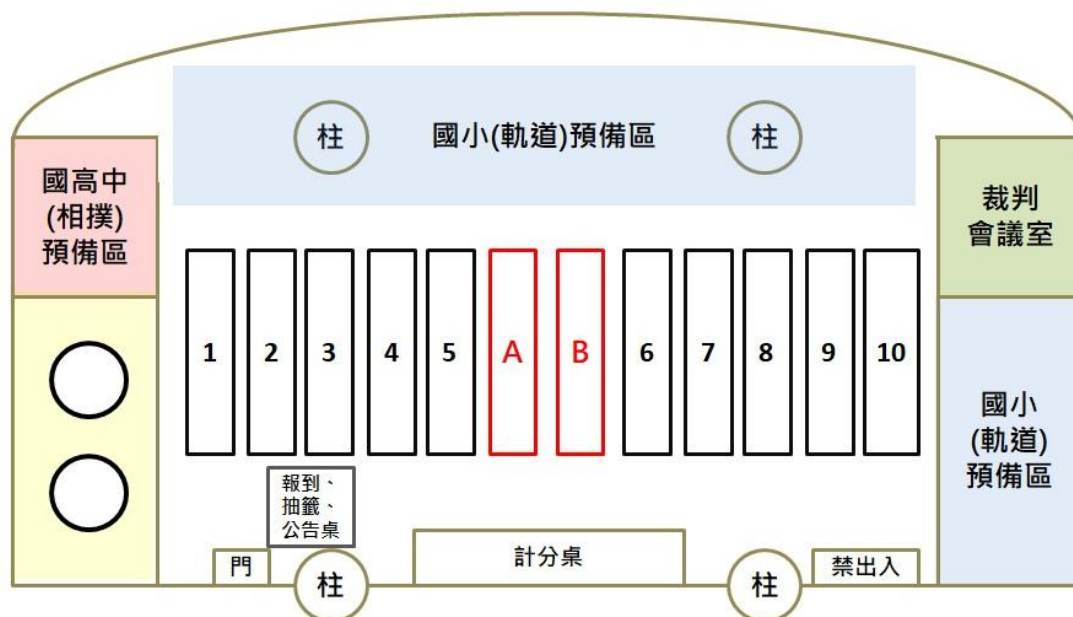 柱
國小(軌道)預備區
柱
國高中
(相撲)
預備區
裁判
會議室
1
2
3
4
5
A
B
6
7
8
9
10
國小
(軌道)
預備區
報到、
抽籤、
公告桌
門
柱
計分桌
柱
禁出入